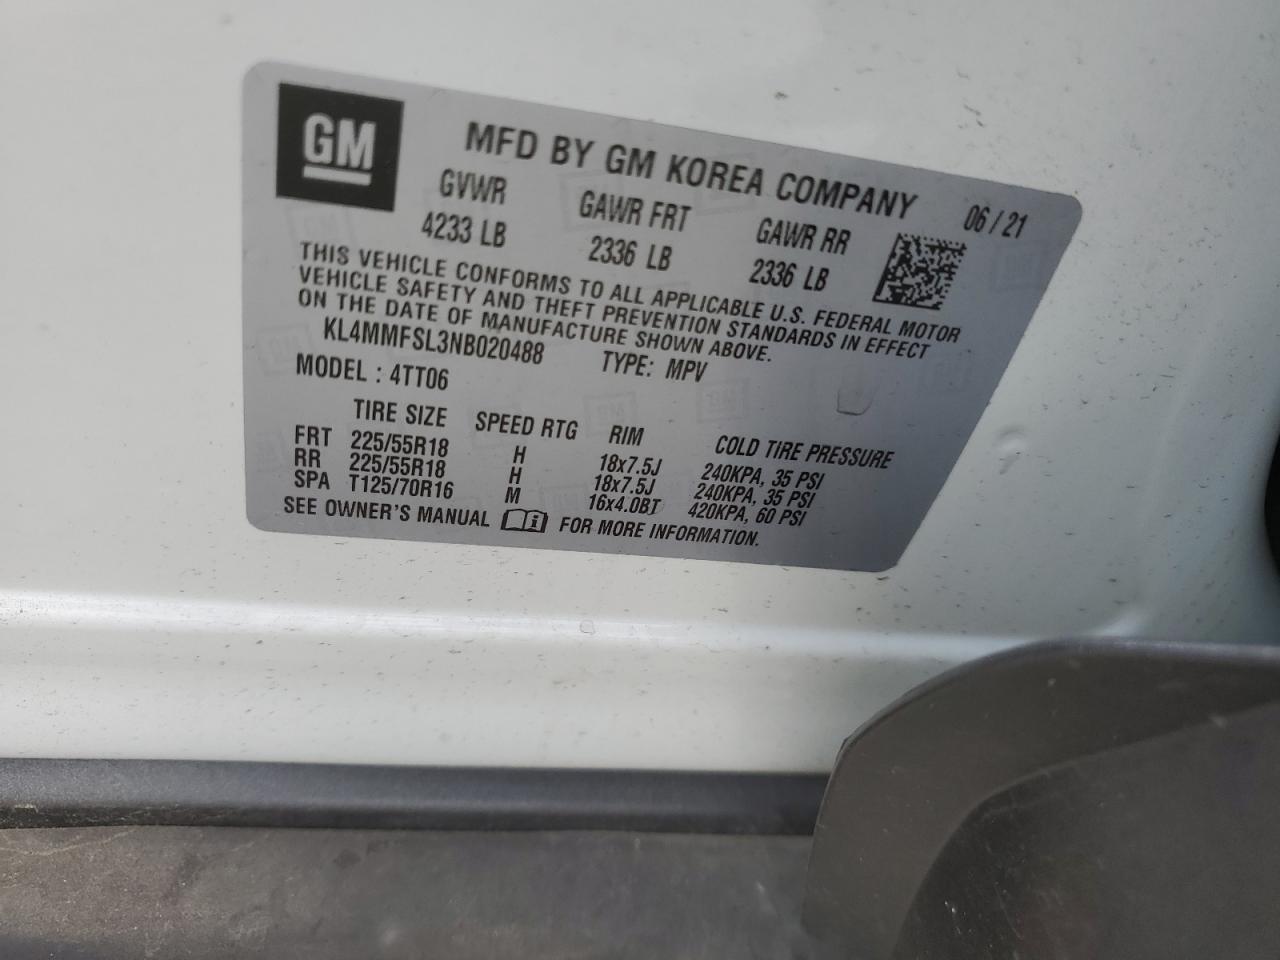 GM
MFD BY GM KOREA COMPANY
06 / 21
GVWR GAWR FRT GAWR RR
4233 LB 2336 LB 2336 LB
THIS VEHICLE CONFORMS TO ALL APPLICABLE U.S. FEDERAL MOTOR
VEHICLE SAFETY AND THEFT PREVENTION STANDARDS IN EFFECT
ON THE DATE OF MANUFACTURE SHOWN ABOVE.
KL4MMFSL3NB020488 TYPE: MPV
MODEL : 4TT06
TIRE SIZE SPEED RTG RIM COLD TIRE PRESSURE
FRT 225/55R18 H 18x7.5J 240KPA, 35 PSI
RR 225/55R18 H 18x7.5J 240KPA, 35 PSI
SPA T125/70R16 M 16x4.0BT 420KPA, 60 PSI
SEE OWNER'S MANUAL FOR MORE INFORMATION.